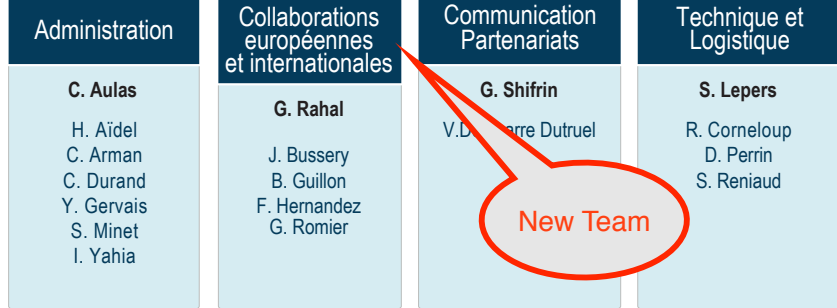 Administration
C. Aulas
H. Aïdel
C. Arman
C. Durand
Y. Gervais
S. Minet
I. Yahia
Collaborations
européennes
et internationales
G. Rahal
J. Bussery
B. Guillon
F. Hernandez
G. Romier
Communication
Partenariats
G. Shifrin
Dutruel
Technique et
Logistique
S. Lepers
R. Corneloup
D. Perrin
S. Reniaud
New Team